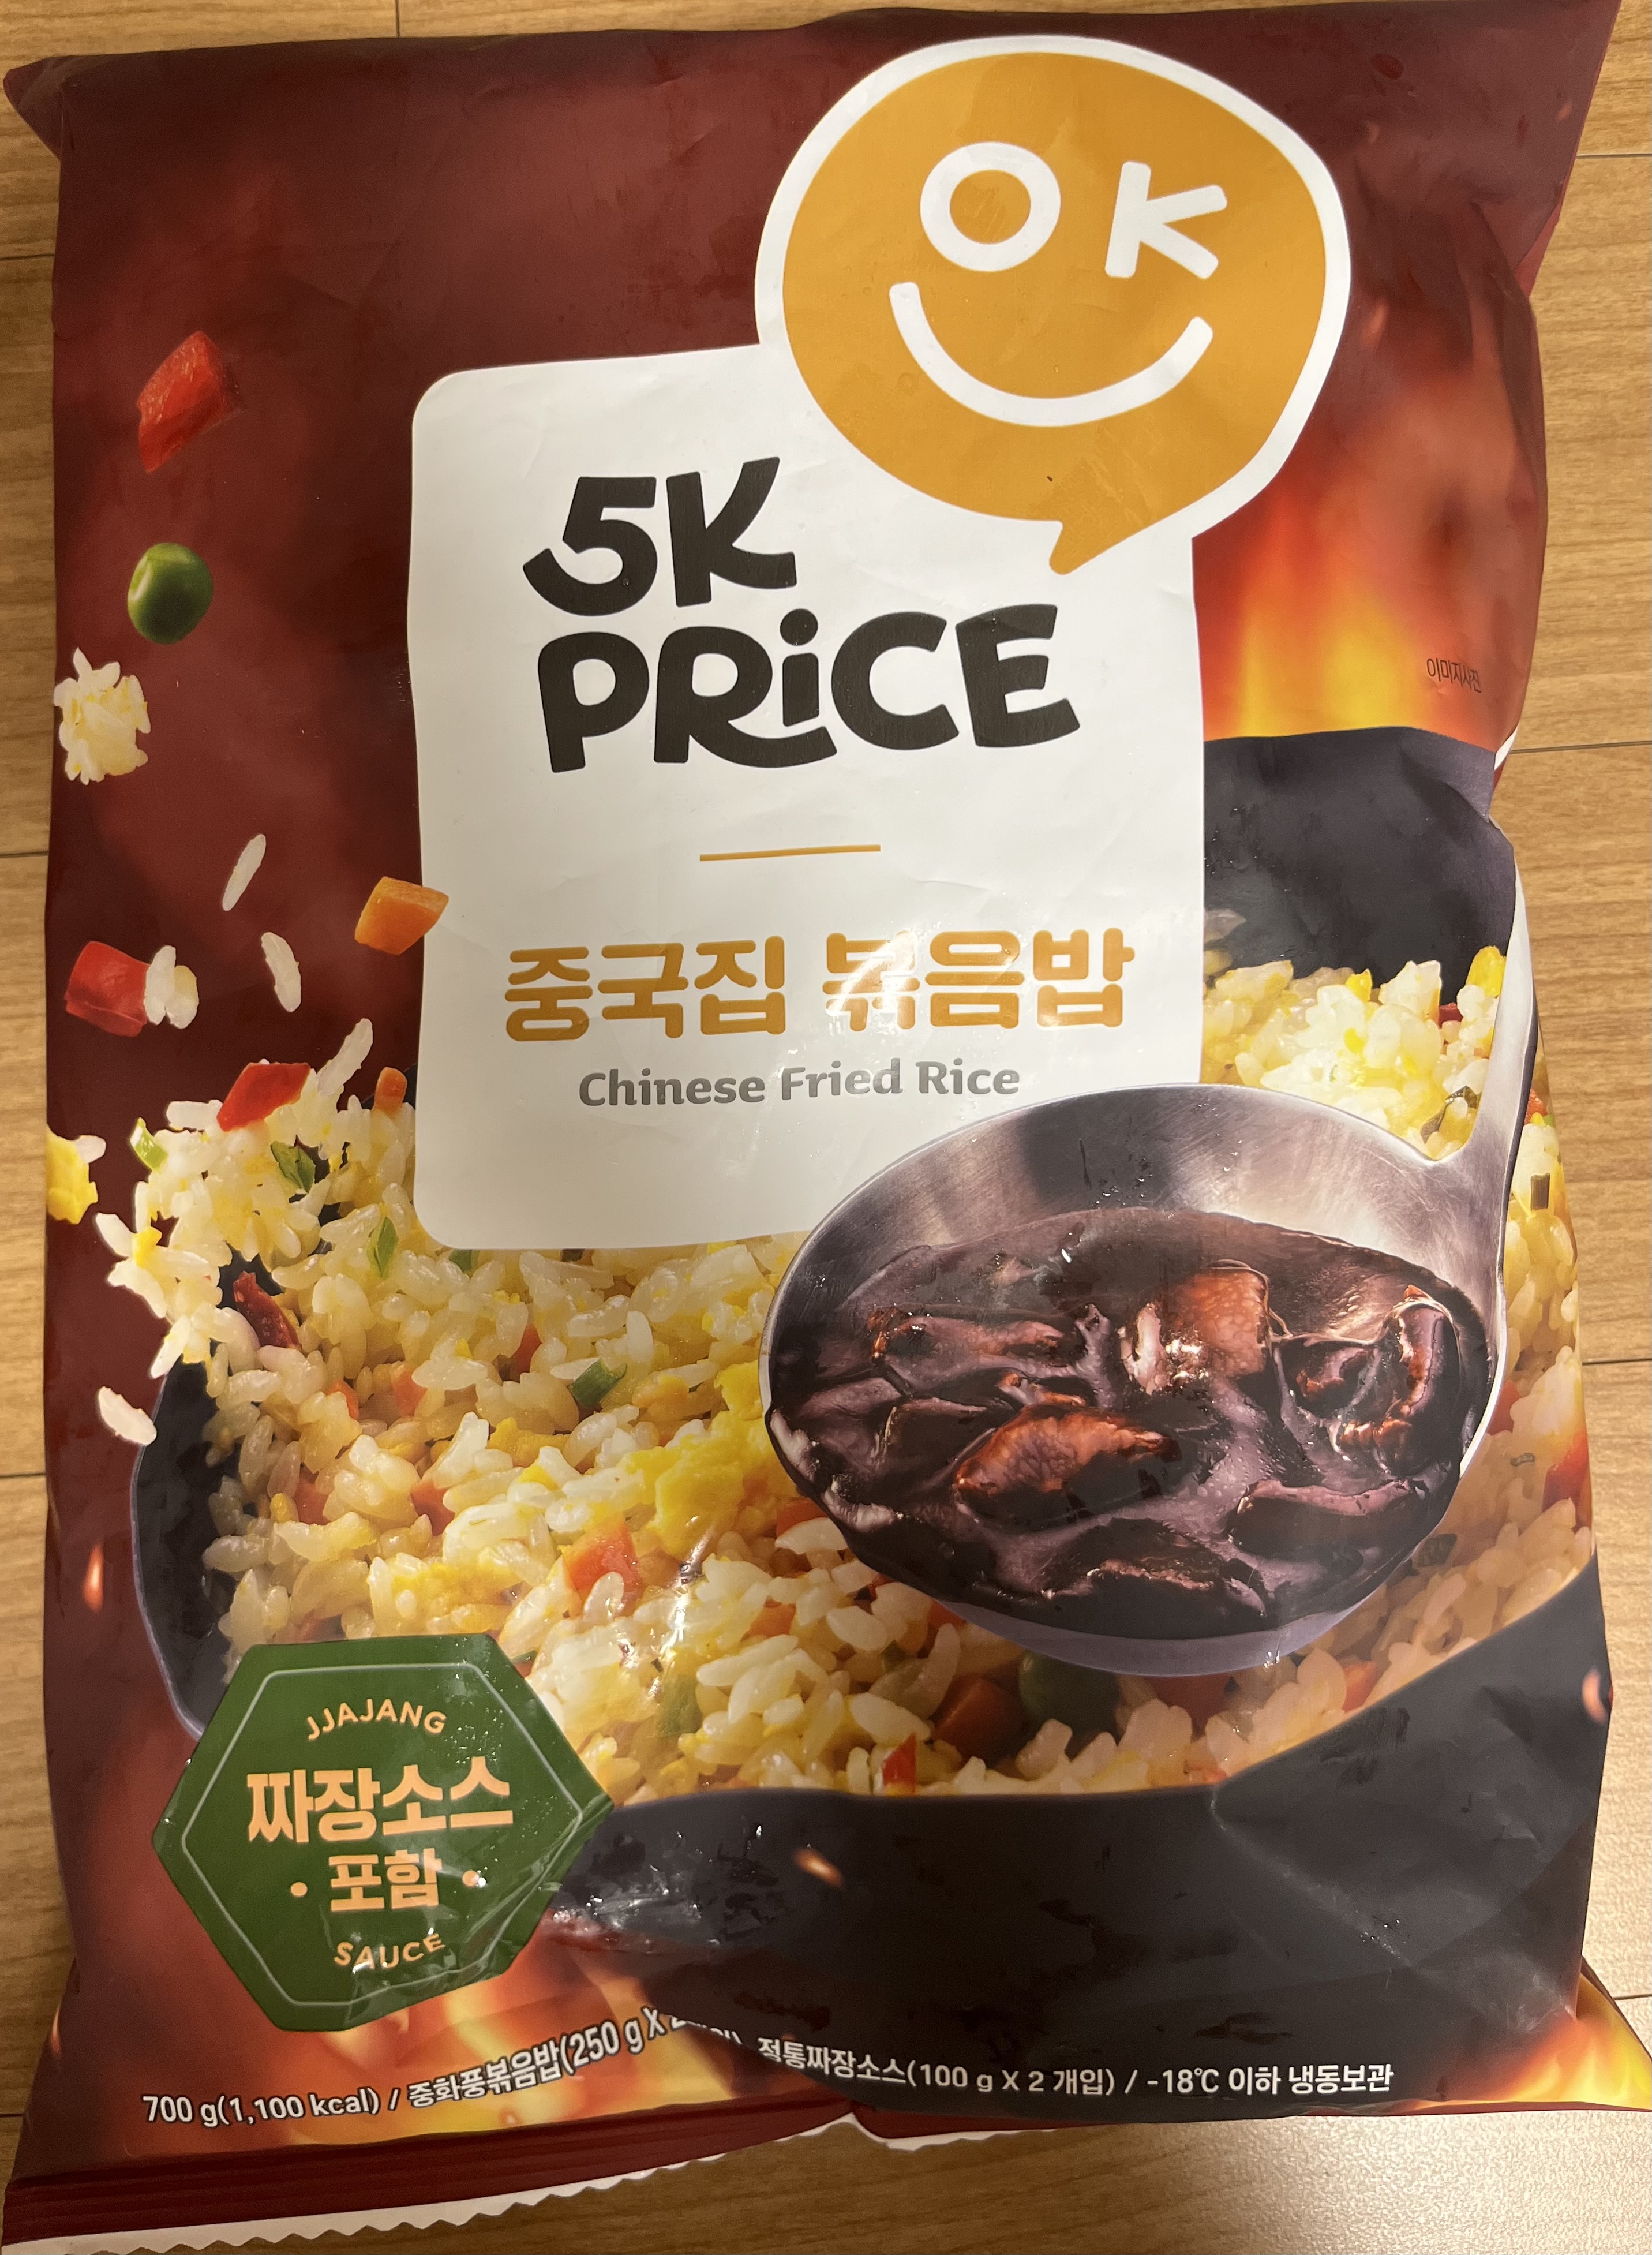 OK
5K
PRiCE
이미지사진
중국집 볶음밥
Chinese Fried Rice
JJAJANG
짜장소스
· 포함 ·
SAUCE
700 g(1,100 kcal) / 중화풍볶음밥(250 g X 정통짜장소스(100 g X 2 개입) / -18℃ 이하 냉동보관